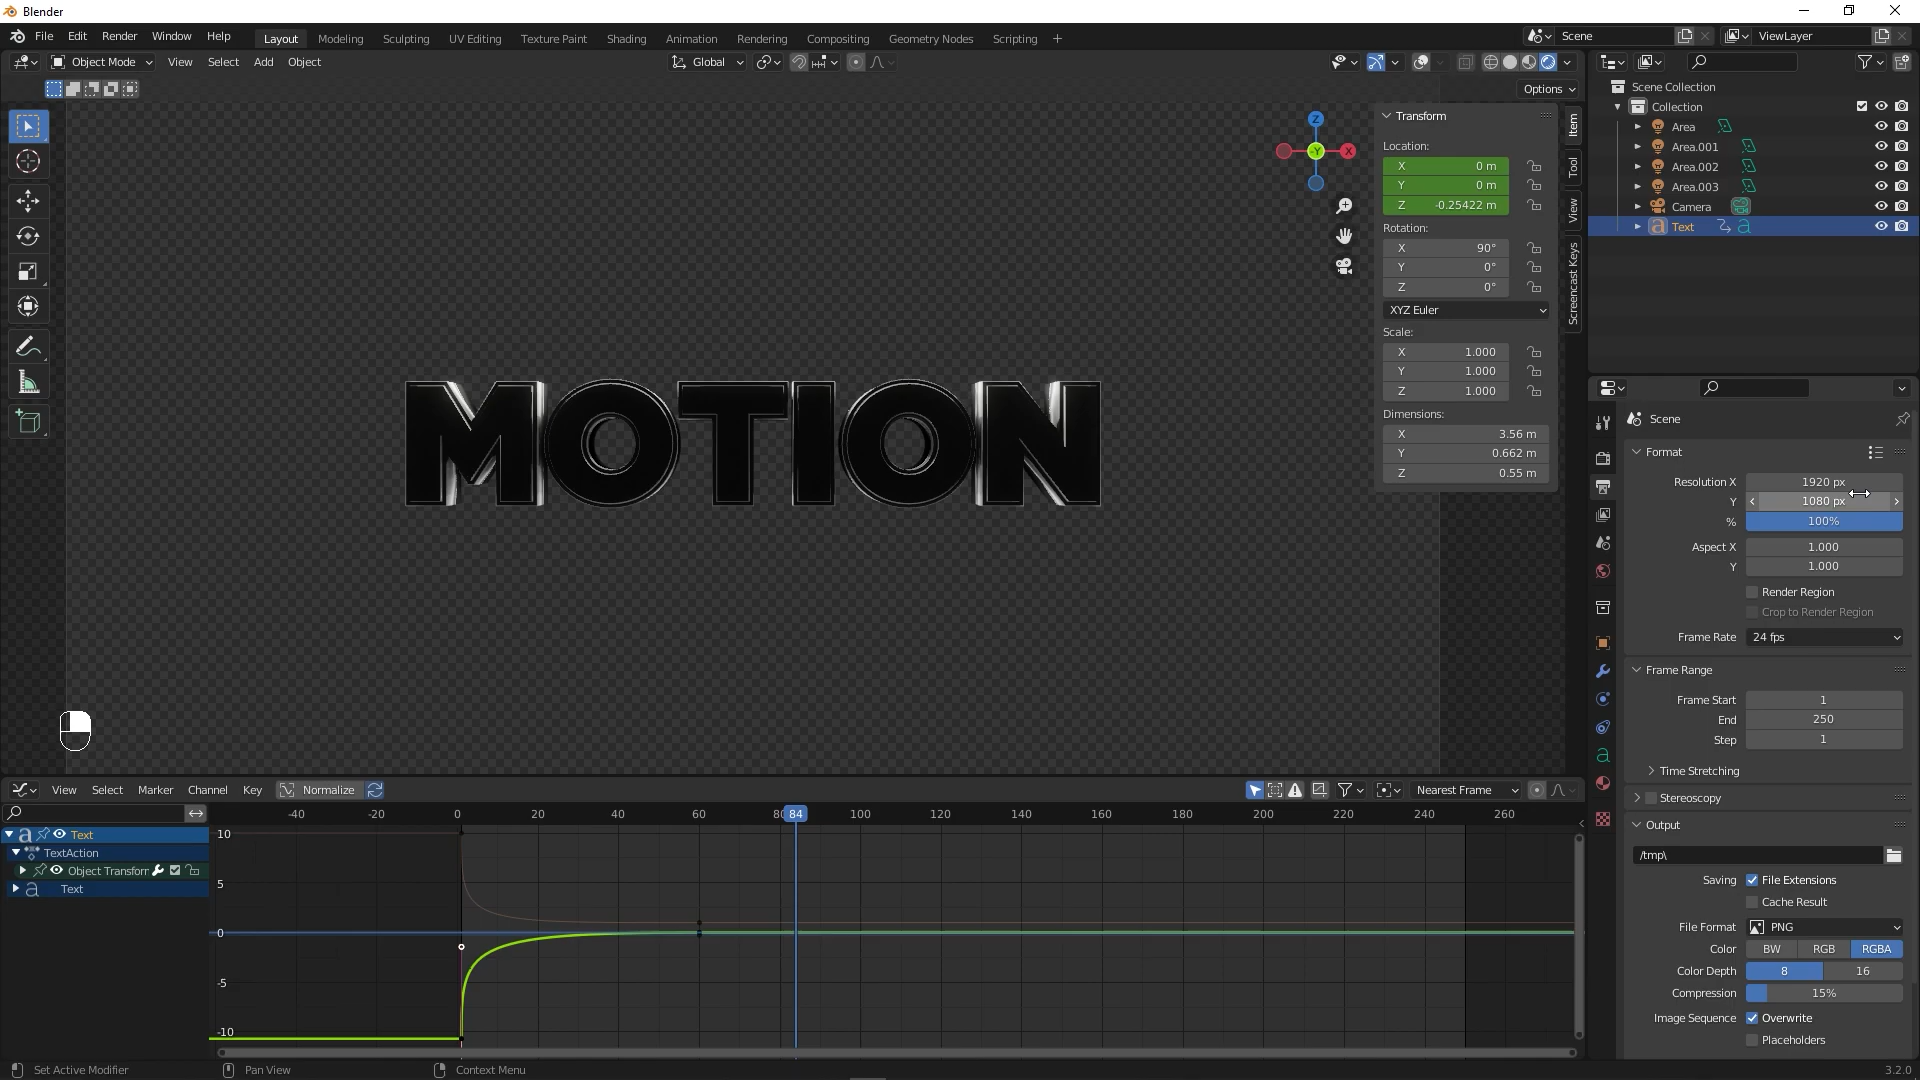 Blender
File Edit Render Window Help
Layout Modeling Sculpting UV Editing Texture Paint Shading Animation Rendering Compositing Geometry Nodes Scripting +
Scene
ViewLayer
Object Mode View Select Add Object
Global
Options
Scene Collection
Collection
Area
Area.001
Area.002
Area.003
Camera
Text
Z
-Y
X
Transform
Location:
X 0 m
Y 0 m
Z -0.25422 m
Rotation:
X 90°
Y 0°
Z 0°
XYZ Euler
Scale:
X 1.000
Y 1.000
Z 1.000
Dimensions:
X 3.56 m
Y 0.662 m
Z 0.55 m
Item
Tool
View
Screencast Keys
MOTION
Scene
Format
Resolution X 1920 px
Y 1080 px
% 100%
Aspect X 1.000
Y 1.000
Render Region
Crop to Render Region
Frame Rate 24 fps
Frame Range
Frame Start 1
End 250
Step 1
Time Stretching
Stereoscopy
Output
/tmp\
Saving File Extensions
Cache Result
File Format PNG
Color BW RGB RGBA
Color Depth 8 16
Compression 15%
Image Sequence Overwrite
Placeholders
View Select Marker Channel Key Normalize
Nearest Frame
-40 -20 0 20 40 60 84 100 120 140 160 180 200 220 240 260
Text
TextAction
Object Transforr
Text
10
5
0
-5
-10
Set Active Modifier Pan View Context Menu
3.2.0